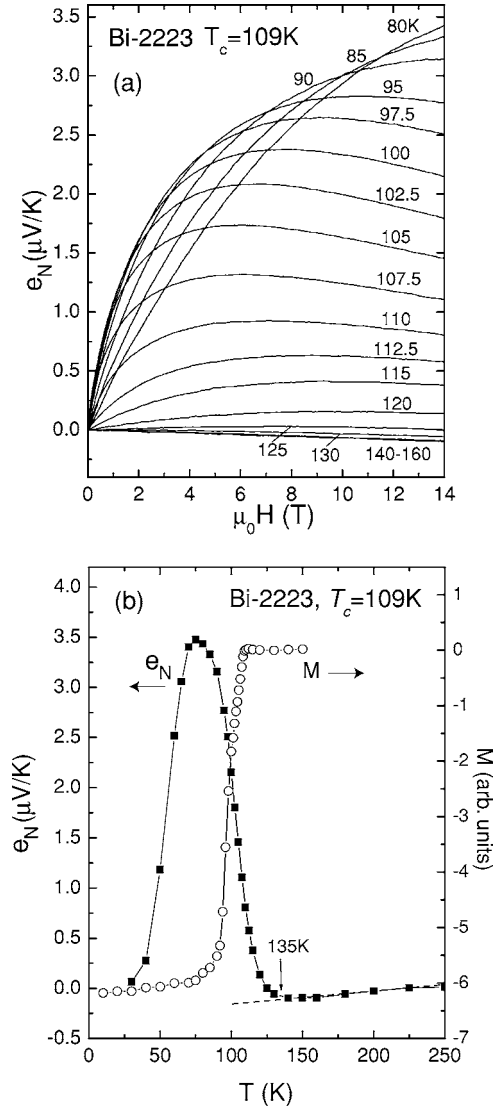 Bi-2223 T_c=109K
(a)
80K
85
90
95
97.5
100
102.5
105
107.5
110
112.5
115
120
125
130
140-160
3.5
3.0
2.5
2.0
1.5
1.0
0.5
0.0
e_N(μV/K)
0 2 4 6 8 10 12 14
μ_0H (T)
(b)
Bi-2223, T_c=109K
e_N
M
135K
4.0
3.5
3.0
2.5
2.0
1.5
1.0
0.5
0.0
-0.5
e_N(μV/K)
1
0
-1
-2
-3
-4
-5
-6
-7
M (arb. units)
0 50 100 150 200 250
T (K)